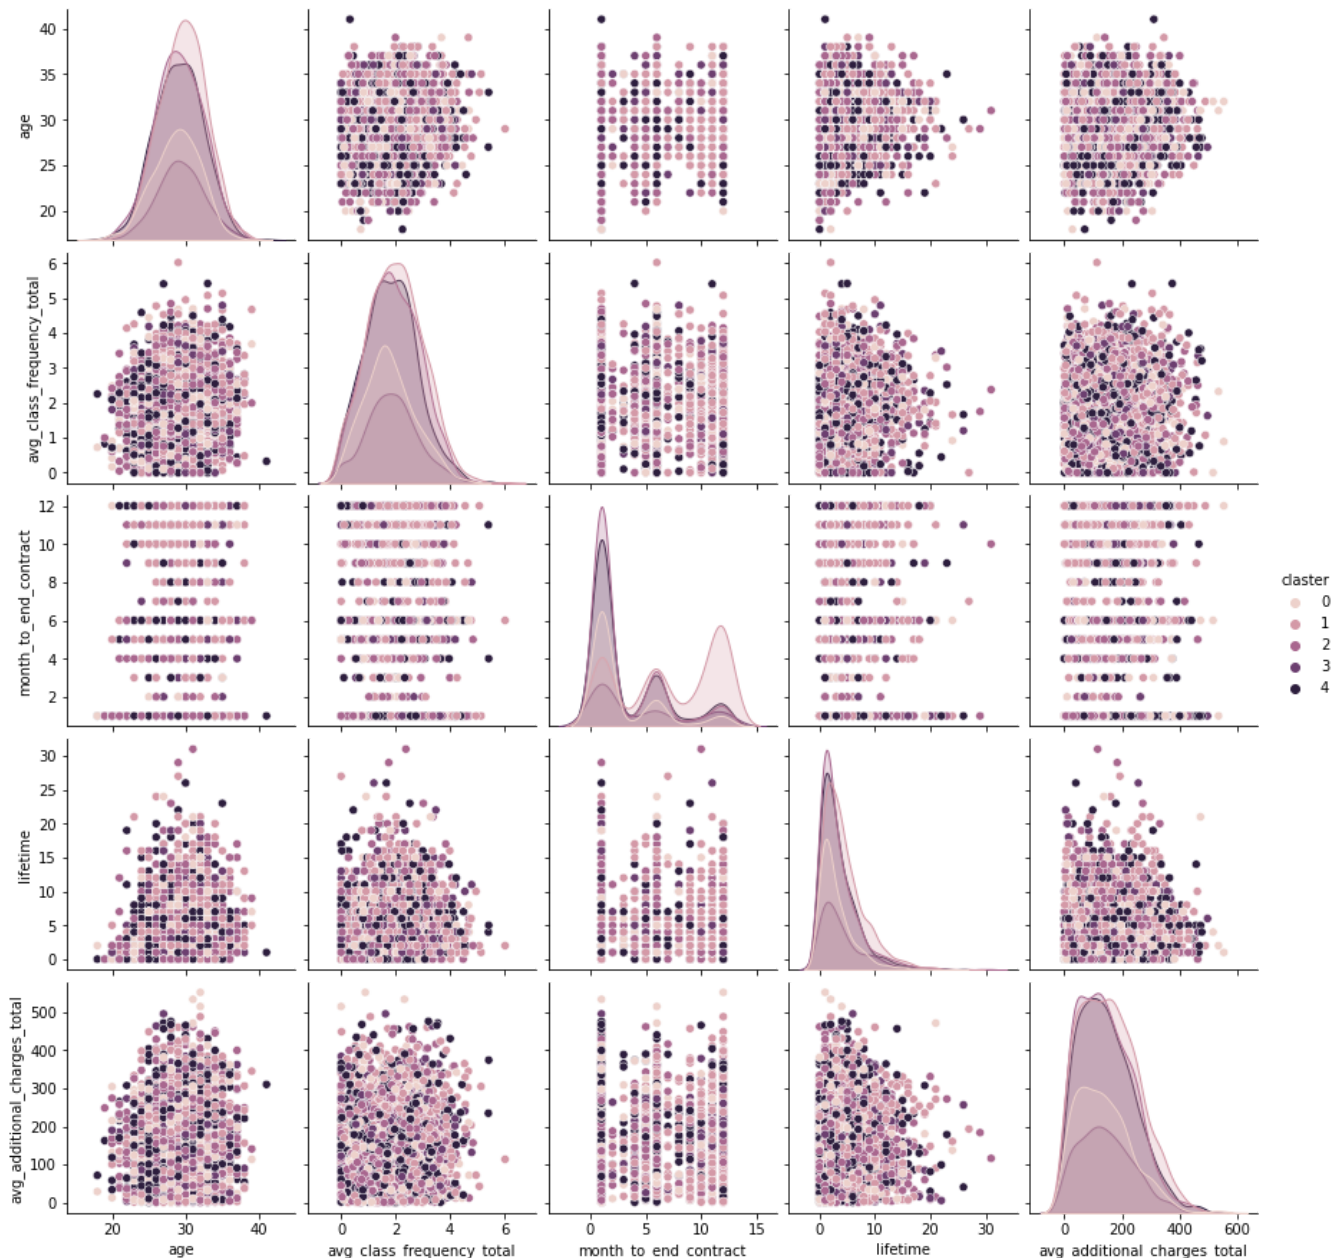 40
35
30
25
20
age
6
5
4
3
2
1
0
avg_class_frequency_total
12
10
8
6
4
2
month_to_end_contract
claster
0
1
2
3
4
30
25
20
15
10
5
0
lifetime
500
400
300
200
100
0
avg_additional_charges_total
20 30 40
0 2 4 6
0 5 10 15
0 10 20 30
0 200 400 600
age
avg_class_frequency_total
month_to_end_contract
lifetime
avg_additional_charges_total